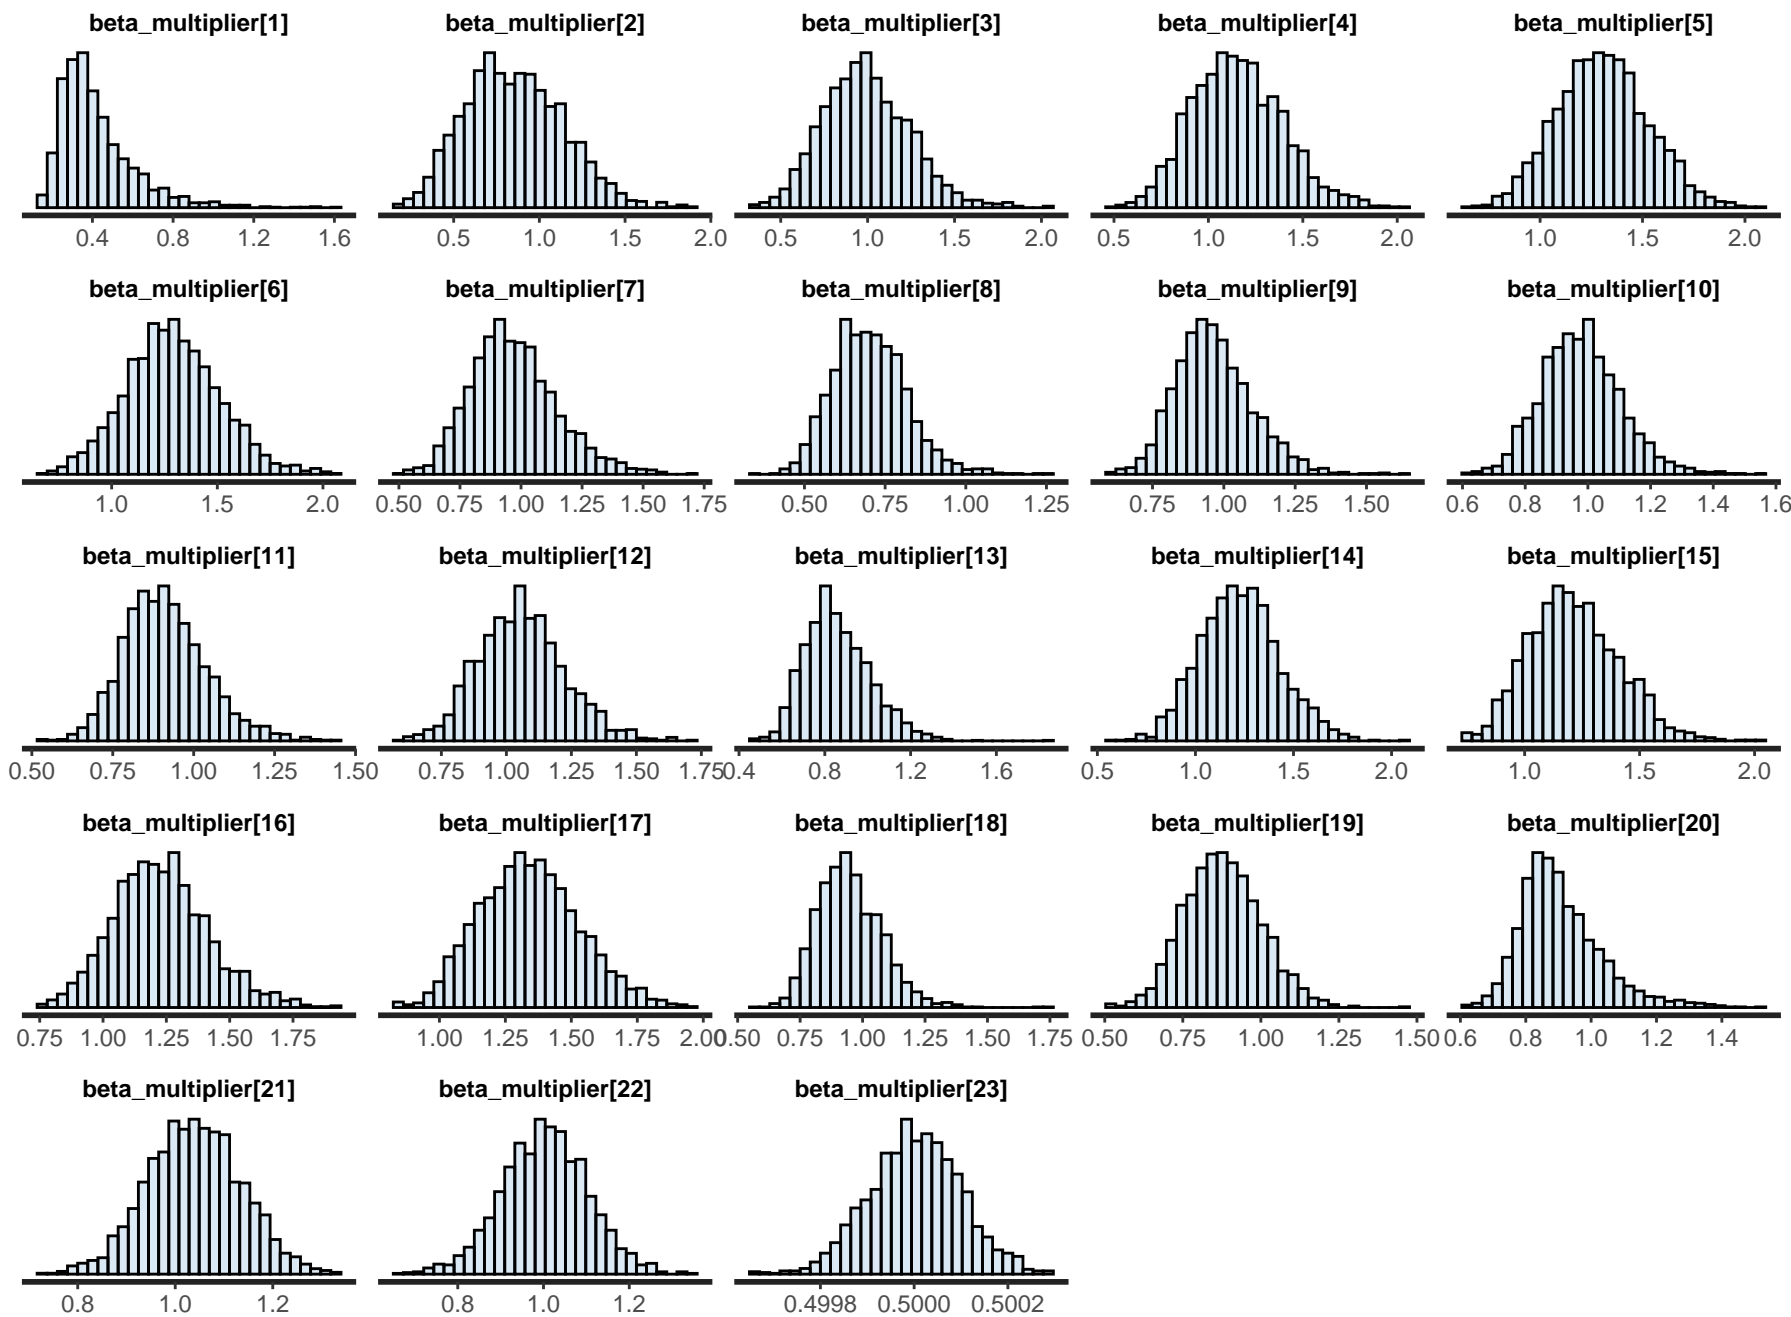 beta_multiplier[1] beta_multiplier[2] beta_multiplier[3] beta_multiplier[4] beta_multiplier[5]
0.4 0.8 1.2 1.6 0.5 1.0 1.5 2.0 0.5 1.0 1.5 2.0 0.5 1.0 1.5 2.0 1.0 1.5 2.0
beta_multiplier[6] beta_multiplier[7] beta_multiplier[8] beta_multiplier[9] beta_multiplier[10]
1.0 1.5 2.0 0.50 0.75 1.00 1.25 1.50 1.75 0.50 0.75 1.00 1.25 0.75 1.00 1.25 1.50 0.6 0.8 1.0 1.2 1.4 1.6
beta_multiplier[11] beta_multiplier[12] beta_multiplier[13] beta_multiplier[14] beta_multiplier[15]
0.50 0.75 1.00 1.25 1.50 0.75 1.00 1.25 1.50 1.75 0.4 0.8 1.2 1.6 0.5 1.0 1.5 2.0 1.0 1.5 2.0
beta_multiplier[16] beta_multiplier[17] beta_multiplier[18] beta_multiplier[19] beta_multiplier[20]
0.75 1.00 1.25 1.50 1.75 1.00 1.25 1.50 1.75 2.00 0.50 0.75 1.00 1.25 1.50 1.75 0.50 0.75 1.00 1.25 1.50 0.6 0.8 1.0 1.2 1.4
beta_multiplier[21] beta_multiplier[22] beta_multiplier[23]
0.8 1.0 1.2 0.8 1.0 1.2 0.4998 0.5000 0.5002